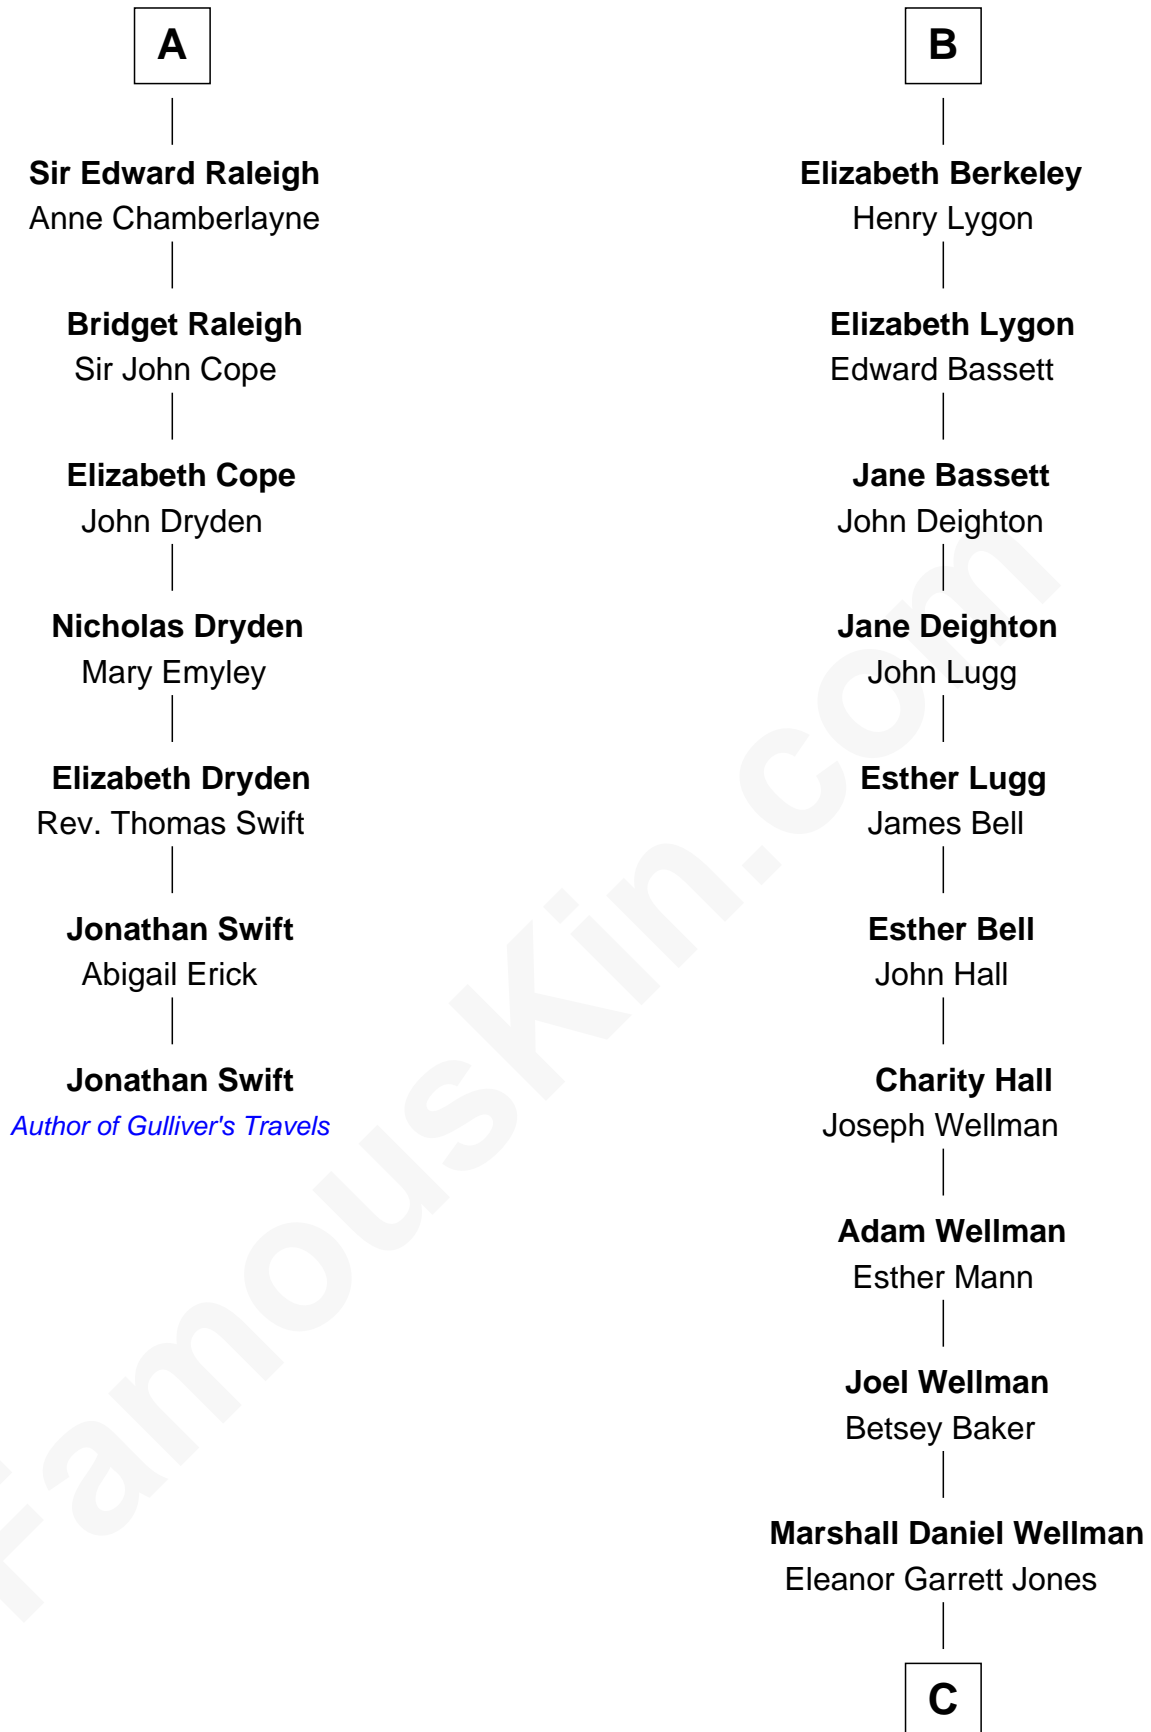 A
Sir Edward Raleigh
Anne Chamberlayne
Bridget Raleigh
Sir John Cope
Elizabeth Cope
John Dryden
Nicholas Dryden
Mary Emyley
Elizabeth Dryden
Rev. Thomas Swift
Jonathan Swift
Abigail Erick
Jonathan Swift
Author of Gulliver's Travels
B
Elizabeth Berkeley
Henry Lygon
Elizabeth Lygon
Edward Bassett
Jane Bassett
John Deighton
Jane Deighton
John Lugg
Esther Lugg
James Bell
Esther Bell
John Hall
Charity Hall
Joseph Wellman
Adam Wellman
Esther Mann
Joel Wellman
Betsey Baker
Marshall Daniel Wellman
Eleanor Garrett Jones
C
FamousKin.com